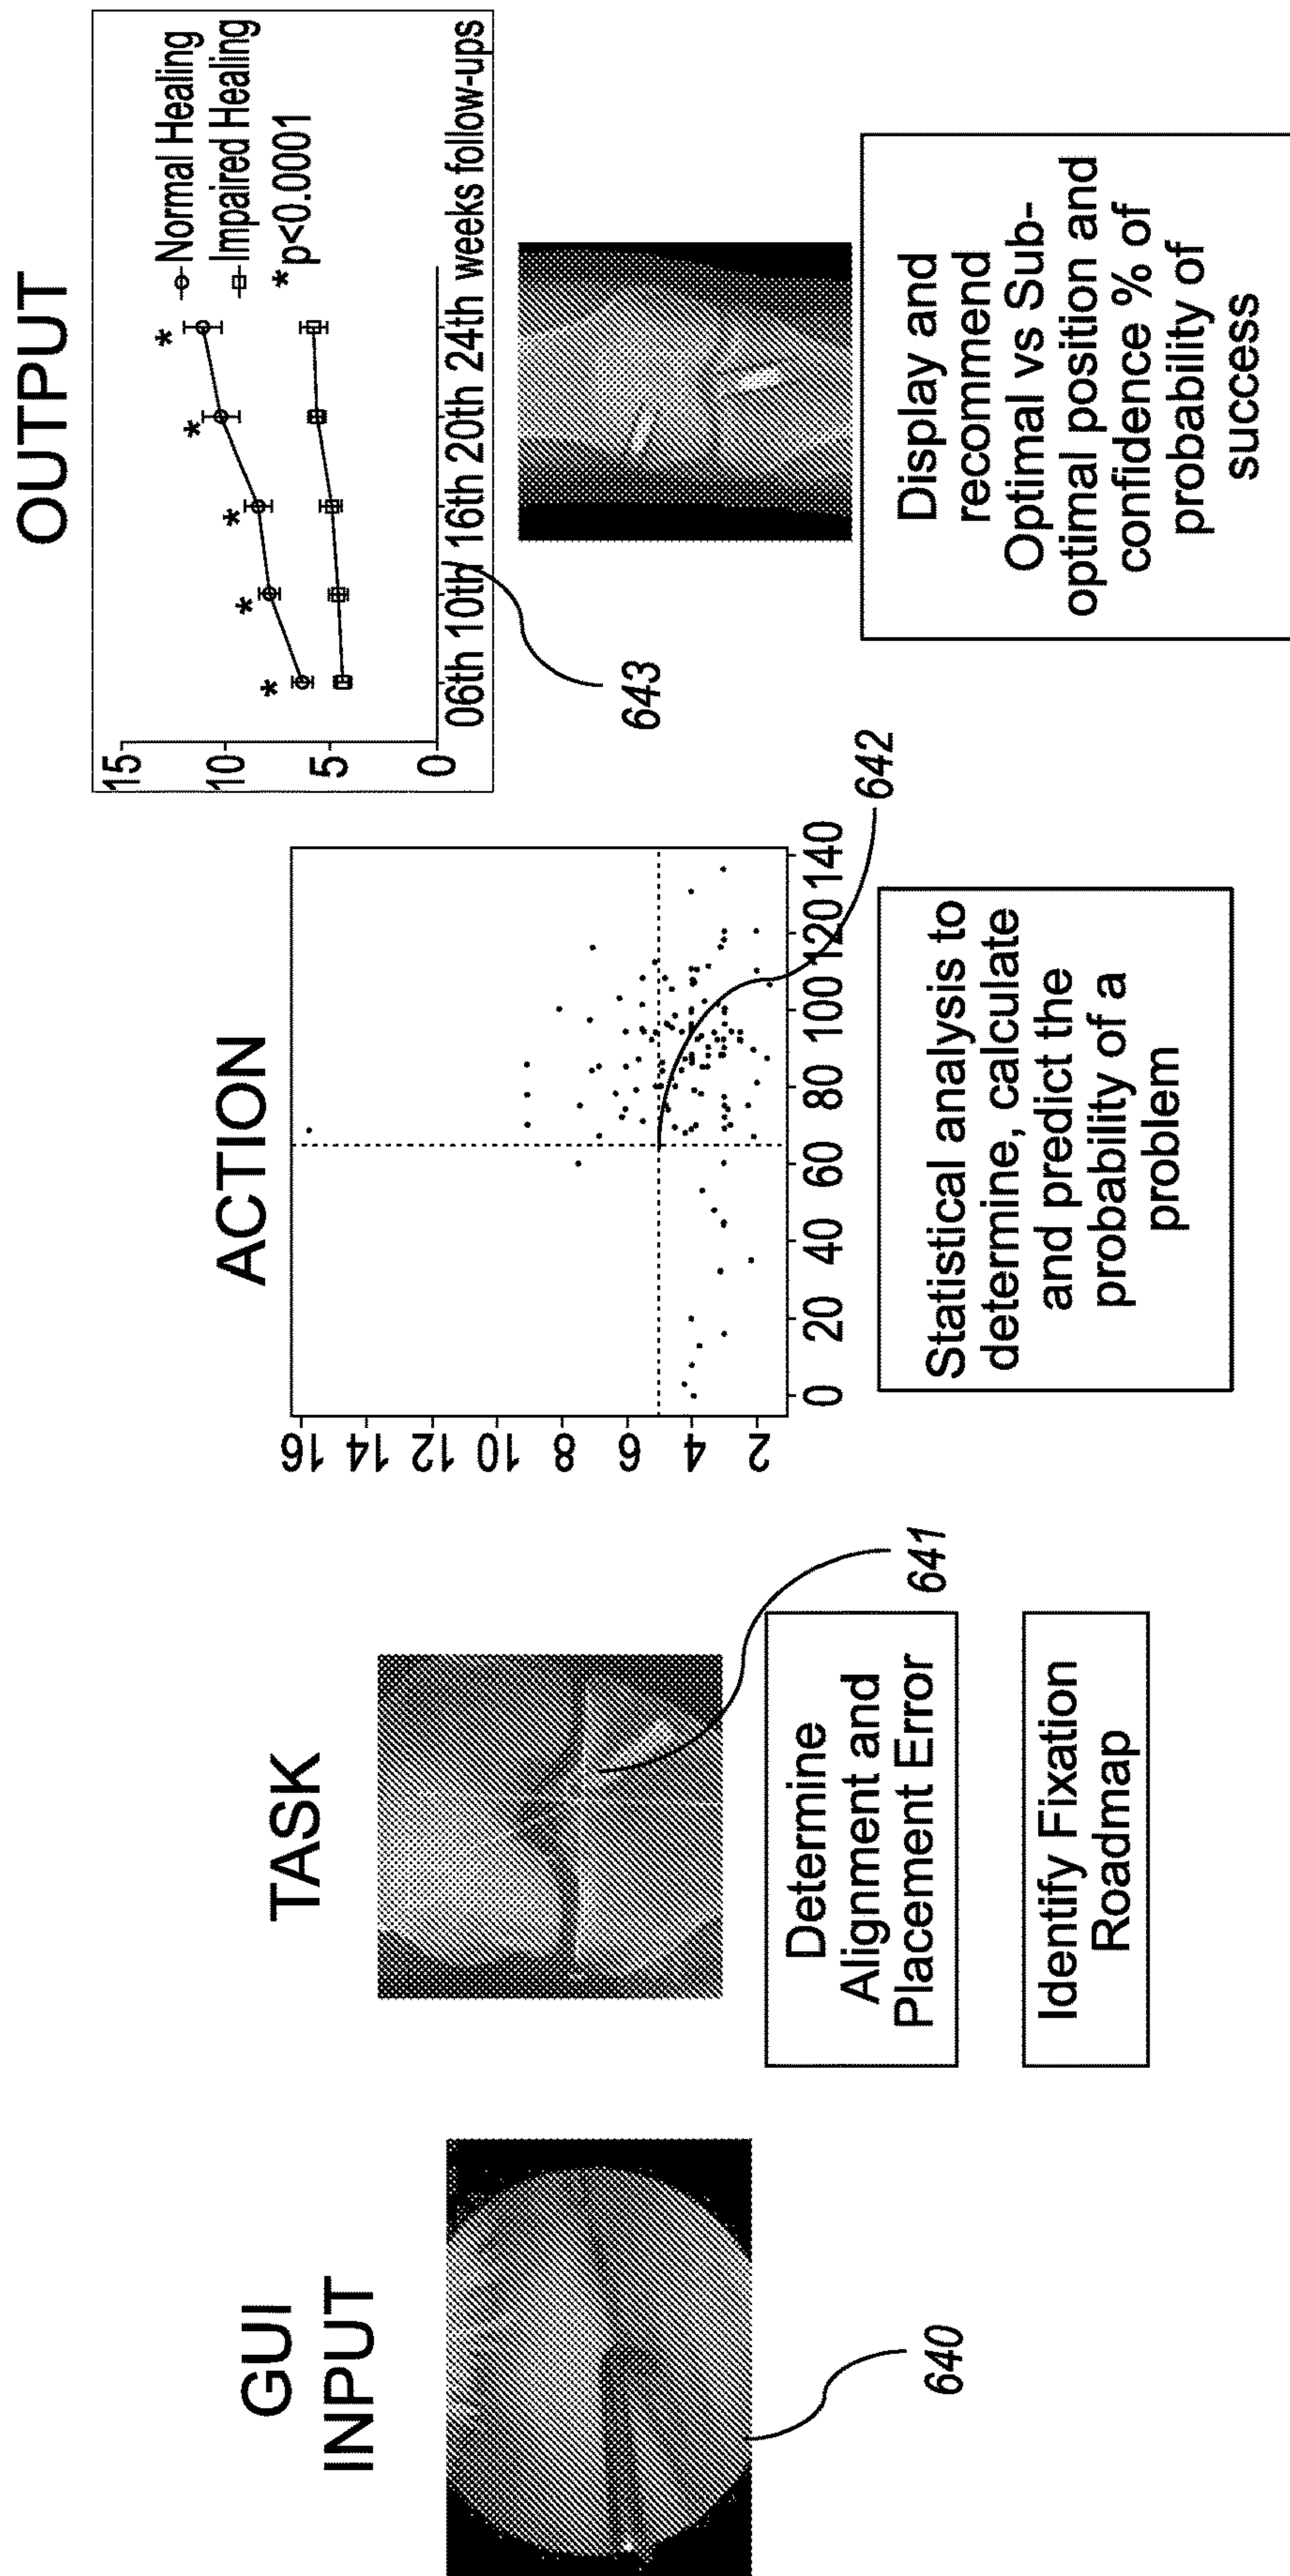 GUI
INPUT
640
TASK
641
Determine
Alignment and
Placement Error
Identify Fixation
Roadmap
ACTION
16
14
12
10
8
6
4
2
0 20 40 60 80 100 120 140
642
Statistical analysis to
determine, calculate
and predict the
probability of a
problem
OUTPUT
15
10
5
0
Normal Healing
Impaired Healing
* p<0.0001
* * * * *
06th 10th 16th 20th 24th weeks follow-ups
643
Display and
recommend
Optimal vs Sub-
optimal position and
confidence % of
probability of
success